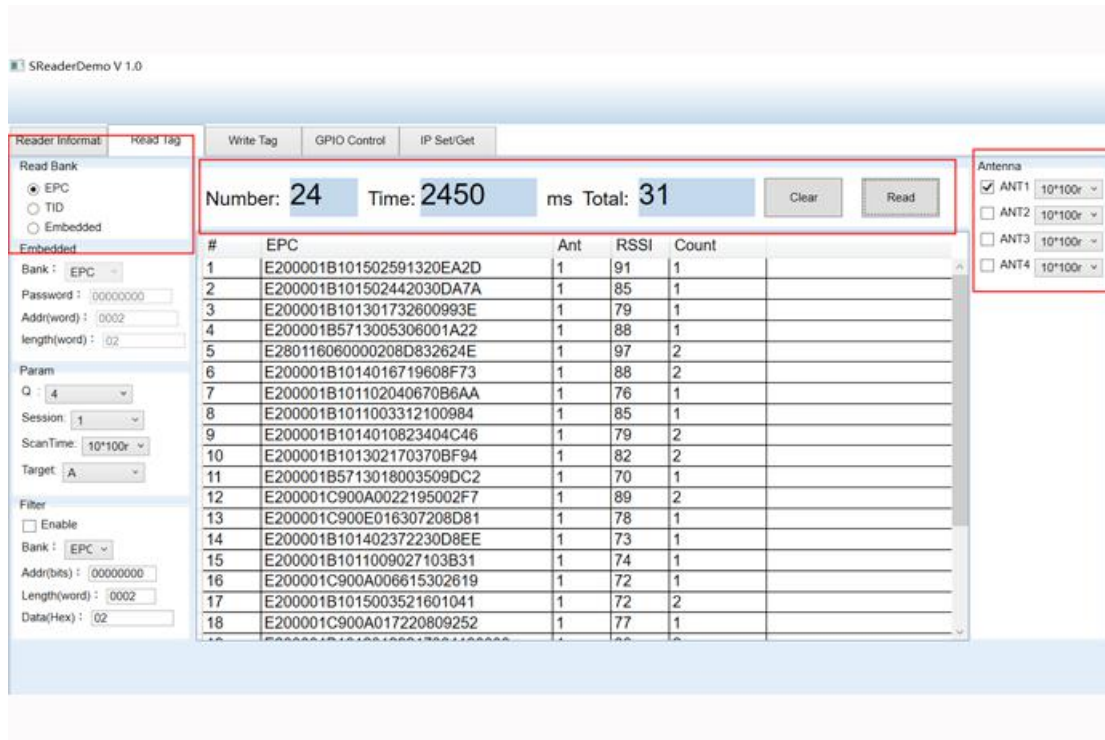 SReaderDemo V 1.0
Reader Informat
Read Tag
Write Tag
GPIO Control
IP Set/Get
Read Bank
EPC
TID
Embedded
Embedded
Bank： EPC
Password： 00000000
Addr(word)： 0002
length(word)： 02
Param
Q : 4
Session: 1
ScanTime: 10*100r
Target: A
Filter
Enable
Bank： EPC
Addr(bits)： 00000000
Length(word)： 0002
Data(Hex)： 02
Number: 24 Time: 2450 ms Total: 31 Clear Read
# EPC Ant RSSI Count
1 E200001B101502591320EA2D 1 91 1
2 E200001B101502442030DA7A 1 85 1
3 E200001B101301732600993E 1 79 1
4 E200001B5713005306001A22 1 88 1
5 E280116060000208D832624E 1 97 2
6 E200001B1014016719608F73 1 88 2
7 E200001B101102040670B6AA 1 76 1
8 E200001B1011003312100984 1 85 1
9 E200001B1014010823404C46 1 79 2
10 E200001B101302170370BF94 1 82 2
11 E200001B5713018003509DC2 1 70 1
12 E200001C900A0022195002F7 1 89 2
13 E200001C900E016307208D81 1 78 1
14 E200001B101402372230D8EE 1 73 1
15 E200001B1011009027103B31 1 74 1
16 E200001C900A006615302619 1 72 1
17 E200001B1015003521601041 1 72 2
18 E200001C900A017220809252 1 77 1
Antenna
ANT1 10*100r
ANT2 10*100r
ANT3 10*100r
ANT4 10*100r